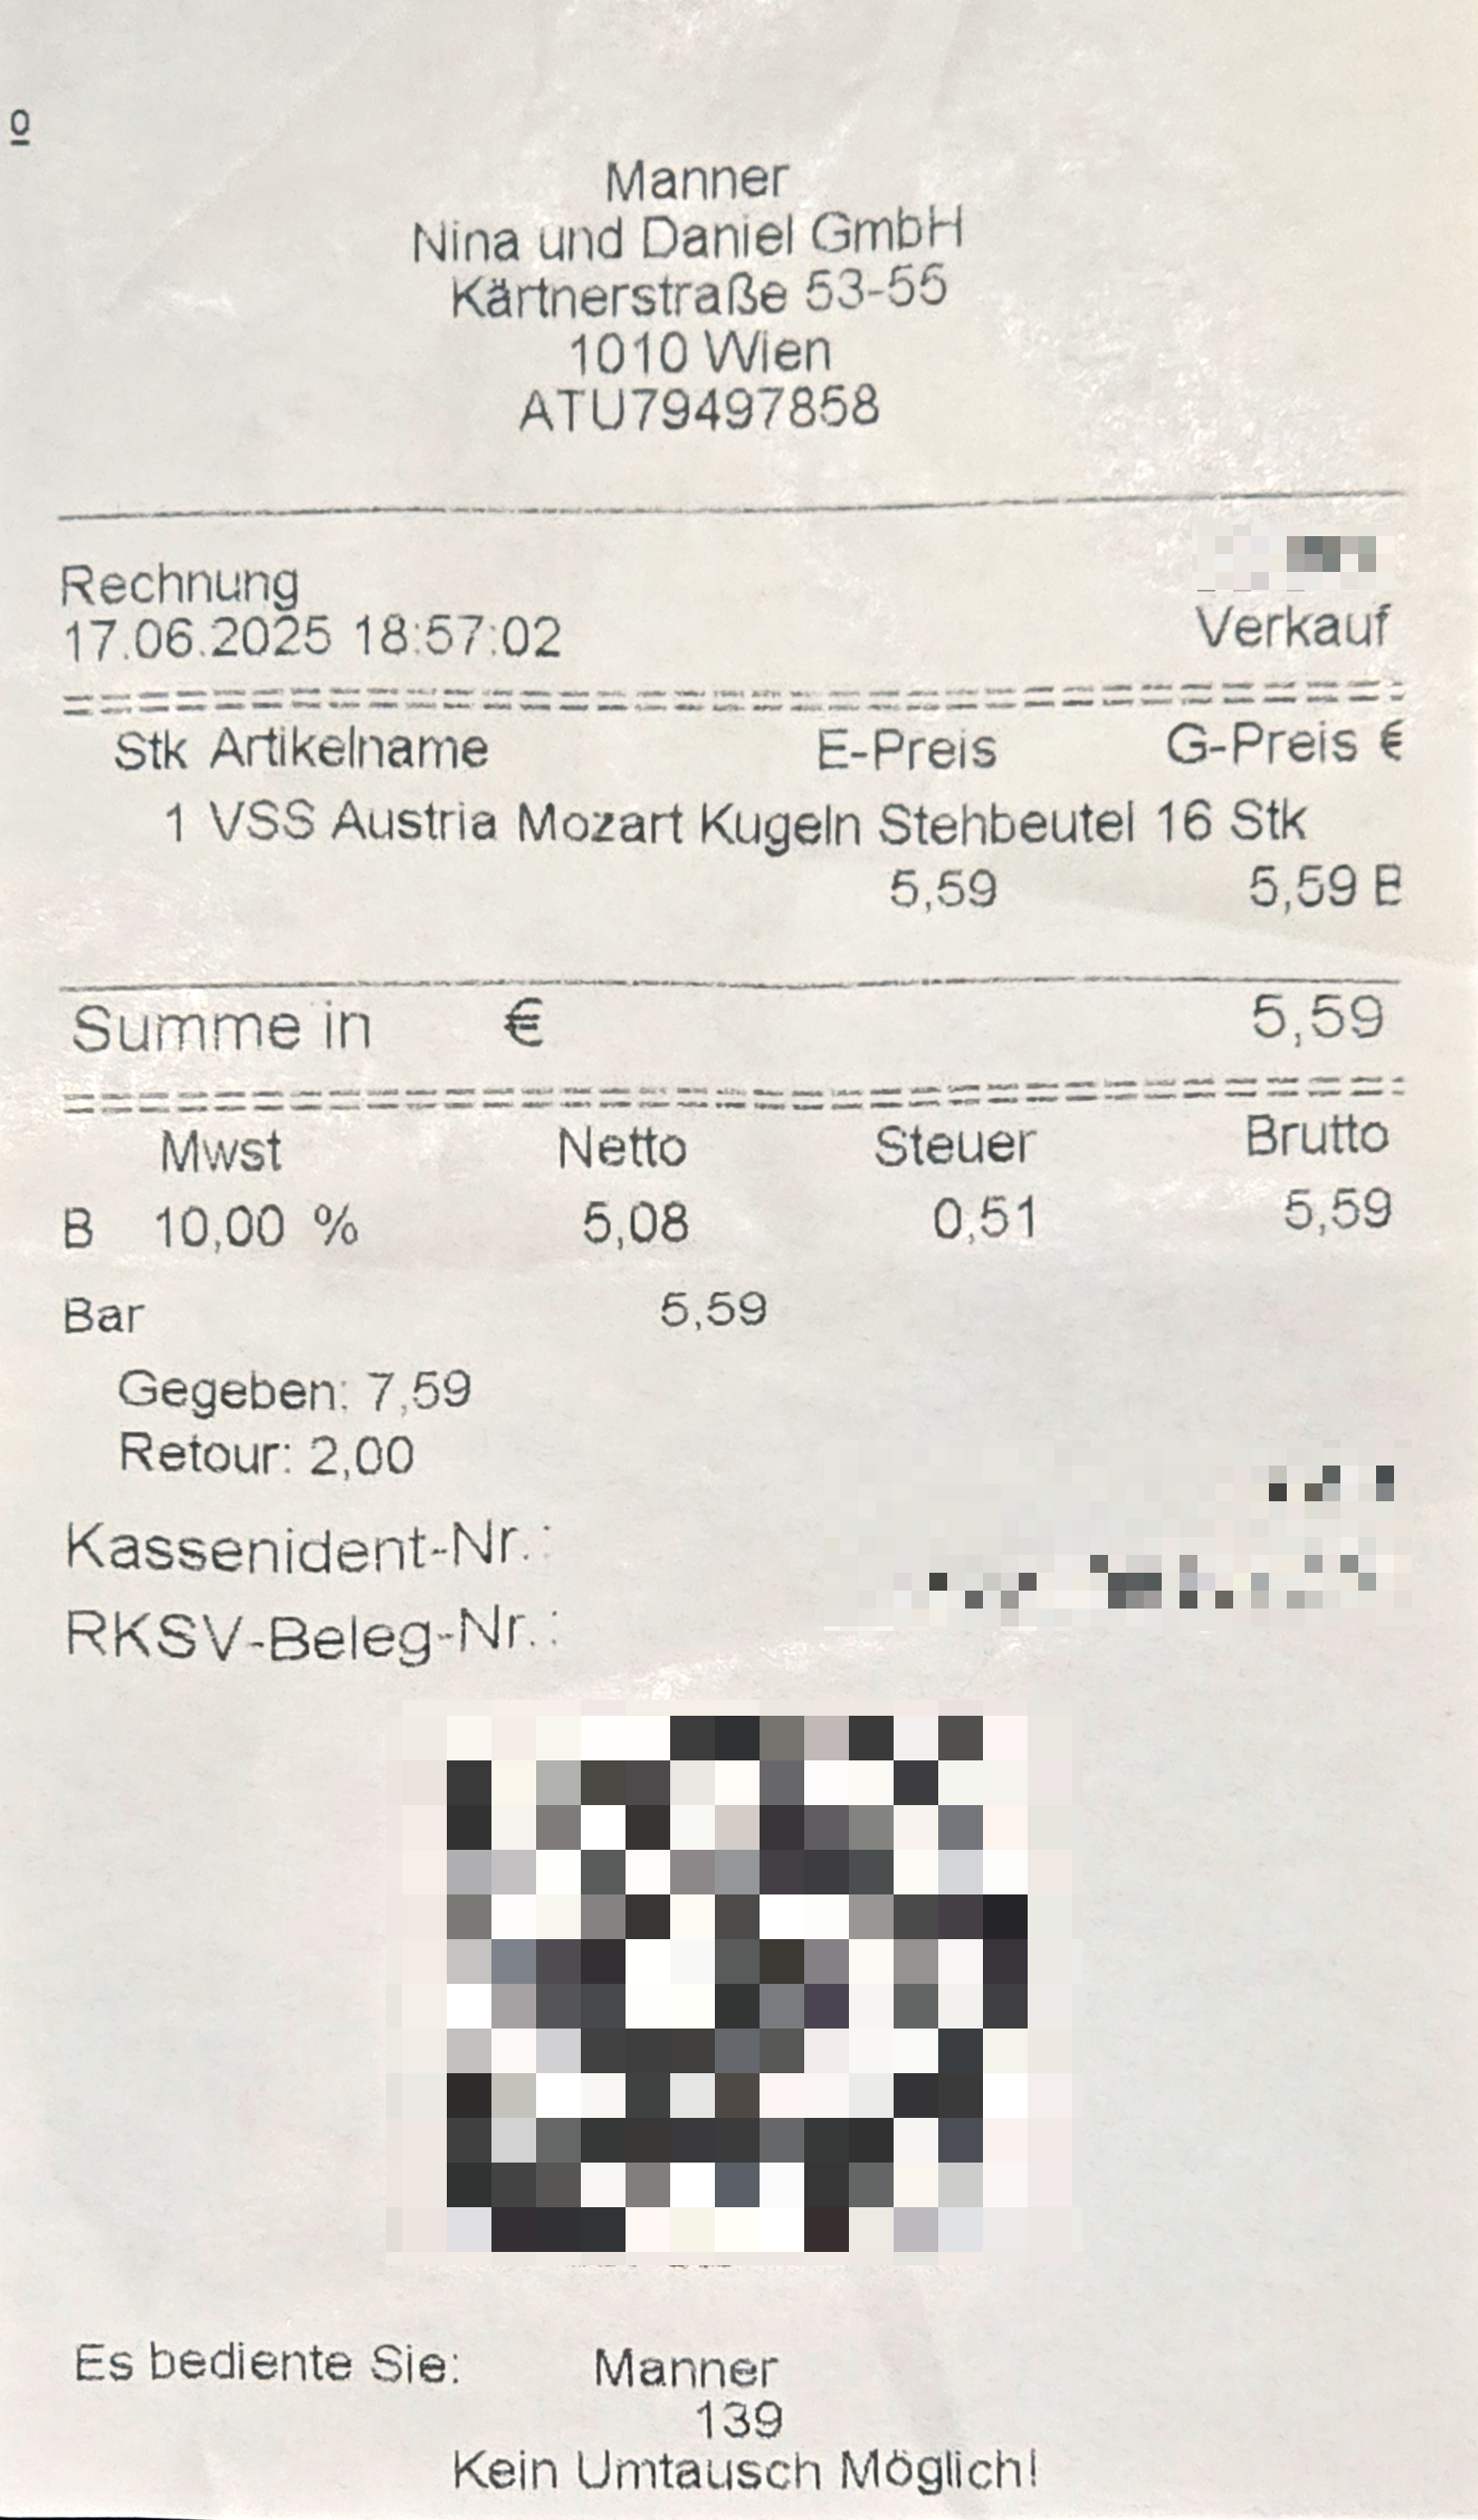 0
Manner
Nina und Daniel GmbH
Kärtnerstraße 53-55
1010 Wien
ATU79497858
Rechnung
17.06.2025 18:57:02 Verkauf
Stk Artikelname E-Preis G-Preis €
1 VSS Austria Mozart Kugeln Stehbeutel 16 Stk
5,59 5,59 B
Summe in € 5,59
Mwst Netto Steuer Brutto
B 10,00 % 5,08 0,51 5,59
Bar 5,59
Gegeben: 7,59
Retour: 2,00
Kassenident-Nr.:
RKSV-Beleg-Nr.:
Es bediente Sie: Manner
139
Kein Umtausch Möglich!